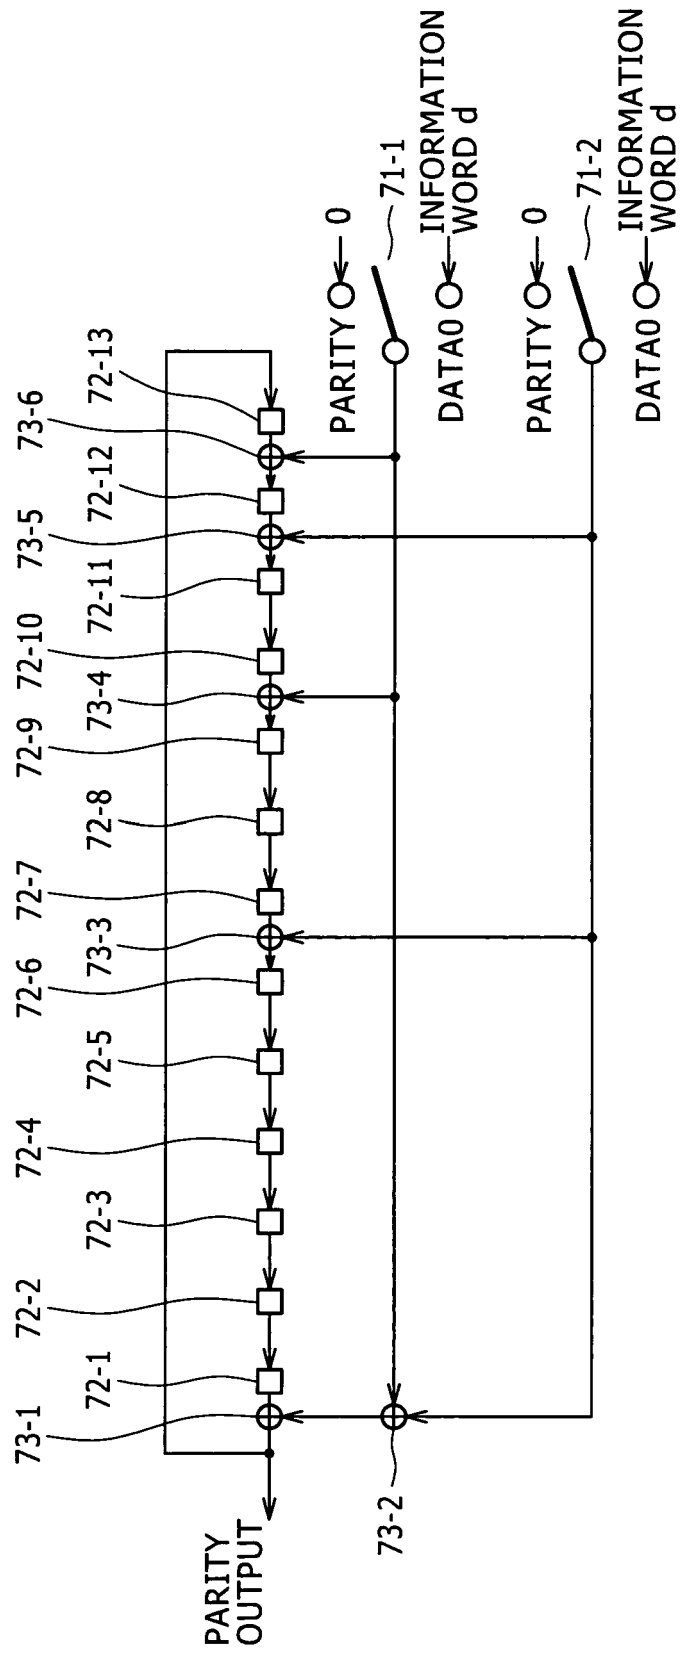 73-1
72-2
72-4
72-6
72-7
72-9
72-10
73-5
73-6
72-1
72-3
72-5
73-3
72-8
73-4
72-11
72-12
72-13
PARITY
OUTPUT
73-2
PARITY
0
71-1
DATA0
INFORMATION
WORD d
PARITY
0
71-2
DATA0
INFORMATION
WORD d